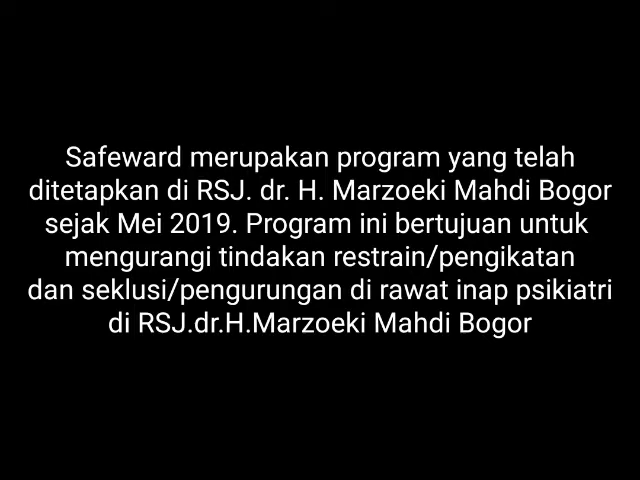 Safeward merupakan program yang telah
ditetapkan di RSJ. dr. H. Marzoeki Mahdi Bogor
sejak Mei 2019. Program ini bertujuan untuk
mengurangi tindakan restrain/pengikatan
dan seklusi/pengurungan di rawat inap psikiatri
di RSJ.dr.H.Marzoeki Mahdi Bogor